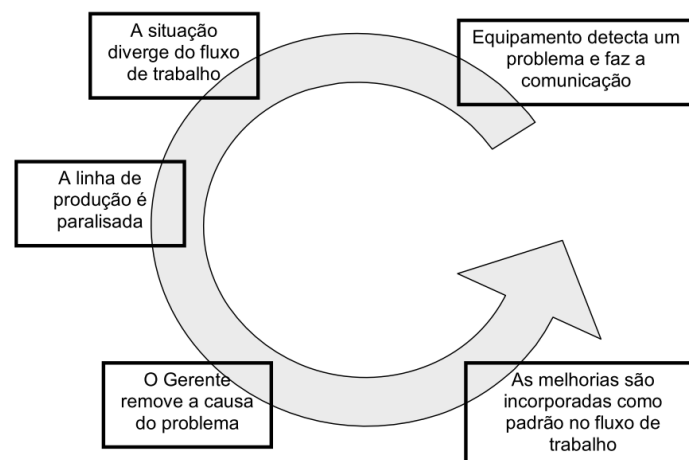 Equipamento detecta um
problema e faz a
comunicação
A situação
diverge do fluxo
de trabalho
A linha de
produção é
paralisada
O Gerente
remove a causa
do problema
As melhorias são
incorporadas como
padrão no fluxo de
trabalho